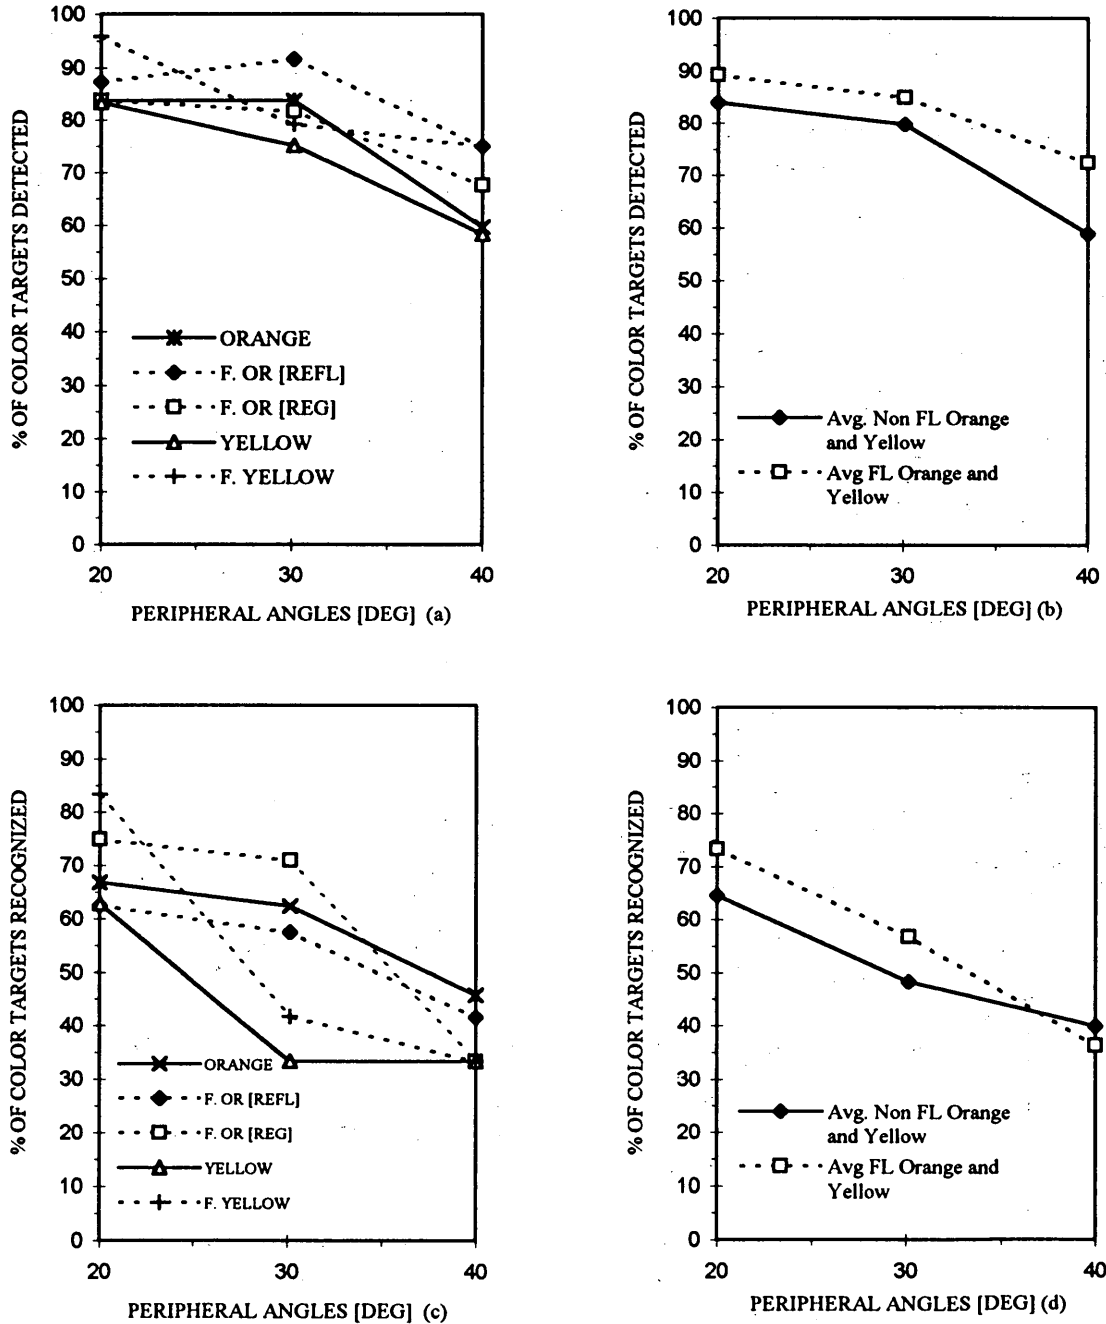 % OF COLOR TARGETS DETECTED
100
90
80
70
60
50
40
30
20
10
0
ORANGE
F. OR [REFL]
F. OR [REG]
YELLOW
F. YELLOW
20 30 40
PERIPHERAL ANGLES [DEG] (a)
% OF COLOR TARGETS DETECTED
100
90
80
70
60
50
40
30
20
10
0
Avg. Non FL Orange
and Yellow
Avg FL Orange and
Yellow
20 30 40
PERIPHERAL ANGLES [DEG] (b)
% OF COLOR TARGETS RECOGNIZED
100
90
80
70
60
50
40
30
20
10
0
ORANGE
F. OR [REFL]
F. OR [REG]
YELLOW
F. YELLOW
20 30 40
PERIPHERAL ANGLES [DEG] (c)
% OF COLOR TARGETS RECOGNIZED
100
90
80
70
60
50
40
30
20
10
0
Avg. Non FL Orange
and Yellow
Avg FL Orange and
Yellow
20 30 40
PERIPHERAL ANGLES [DEG] (d)